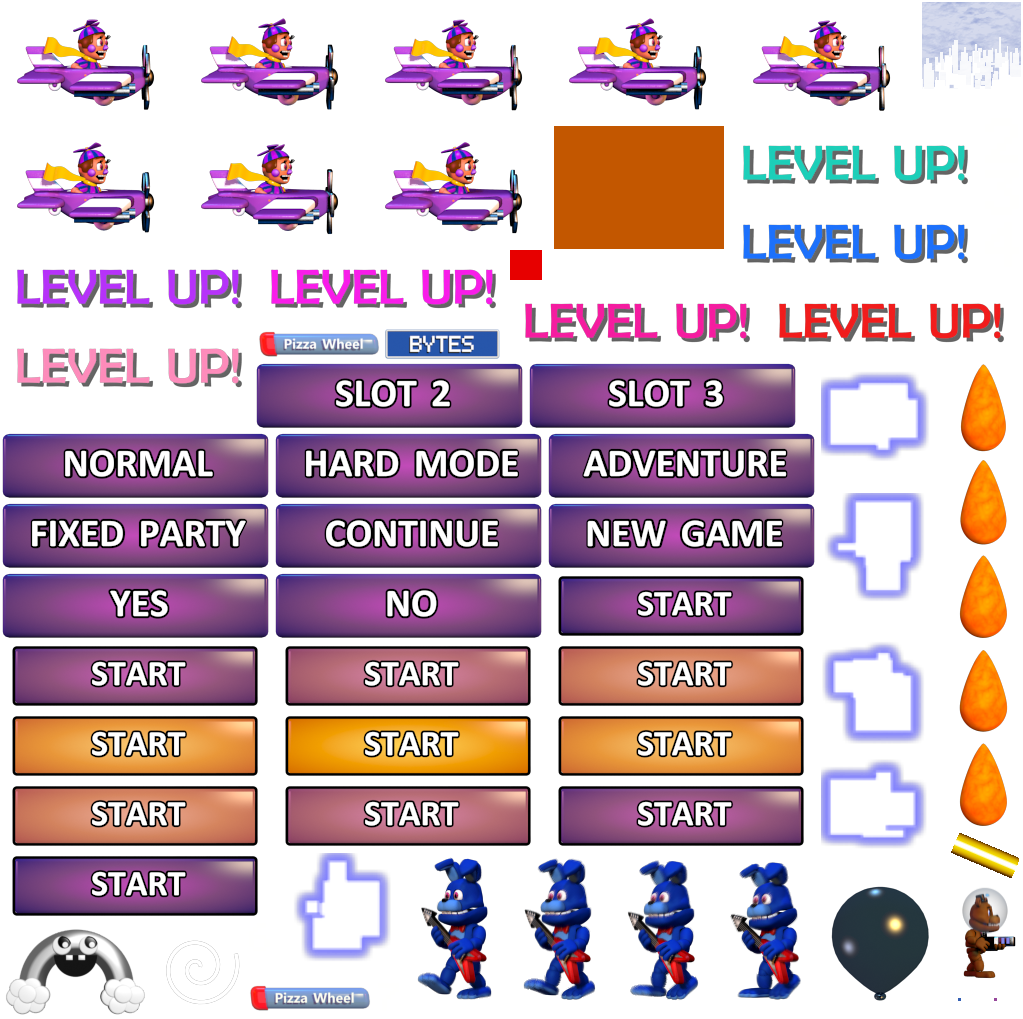 LEVEL UP!
LEVEL UP!
LEVEL UP!
LEVEL UP!
LEVEL UP!
LEVEL UP!
Pizza Wheel™
BYTES
LEVEL UP!
SLOT 2
SLOT 3
NORMAL
HARD MODE
ADVENTURE
FIXED PARTY
CONTINUE
NEW GAME
YES
NO
START
START
START
START
START
START
START
START
START
START
START
Pizza Wheel™